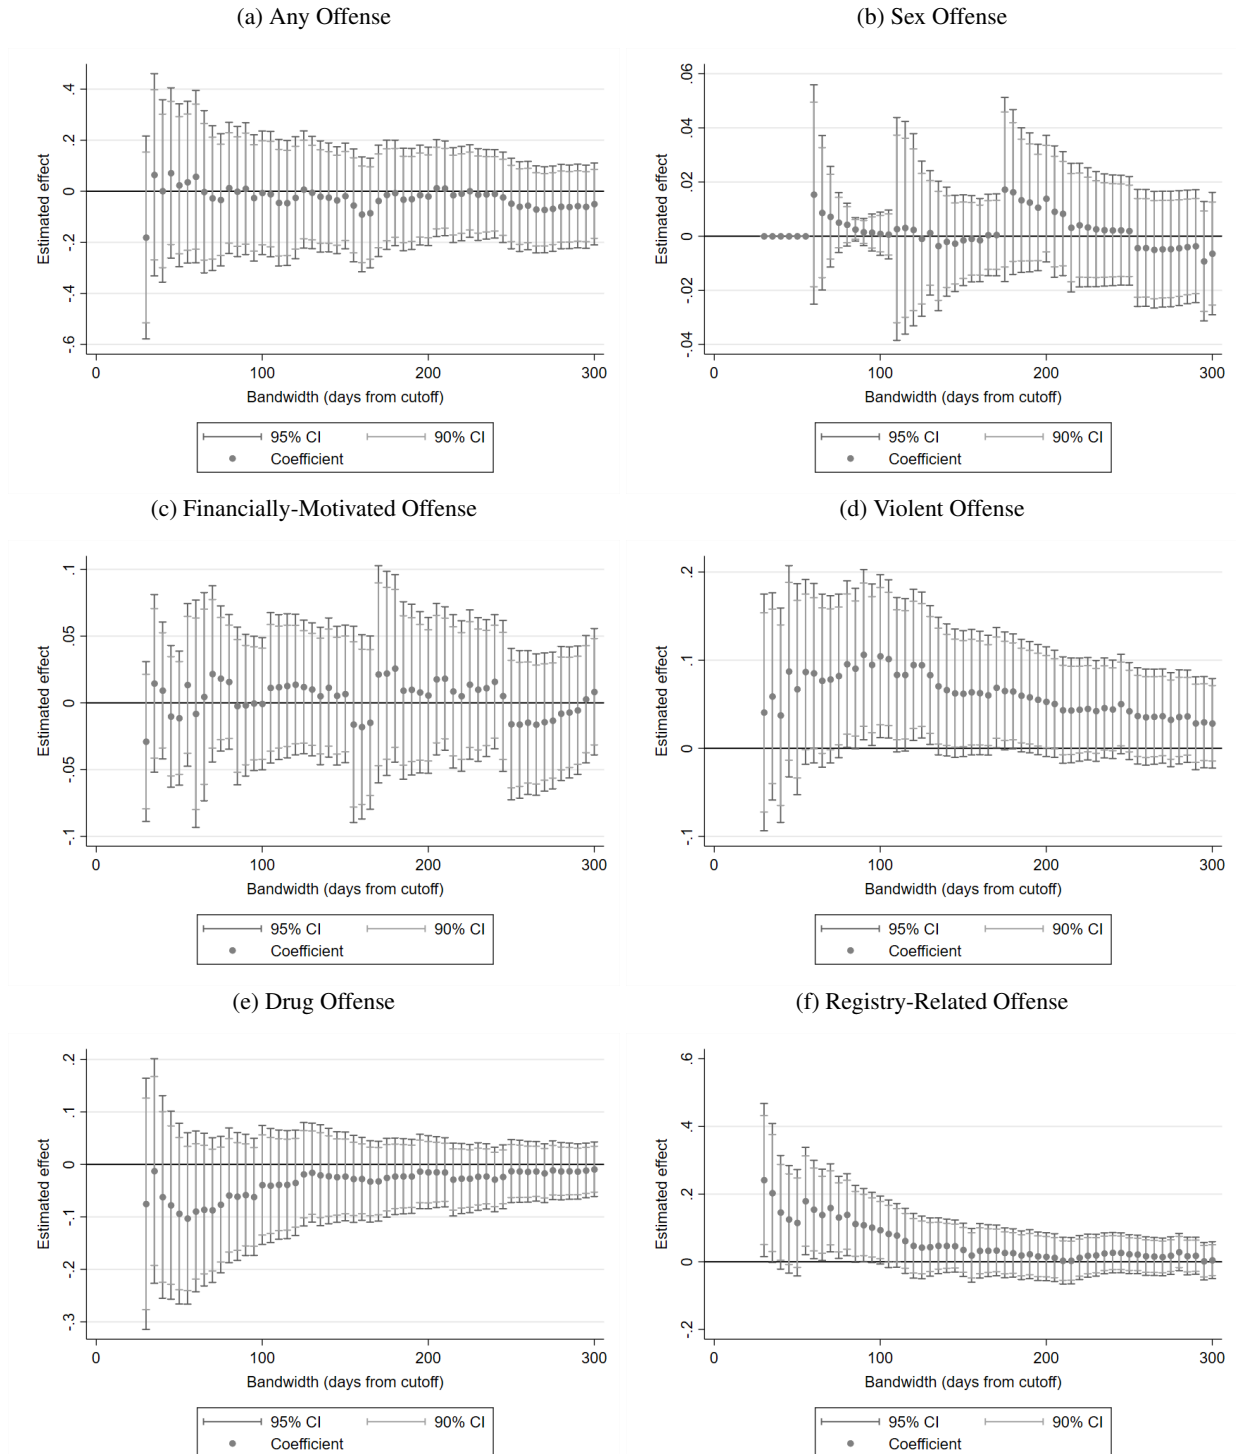 (a) Any Offense
Estimated effect
.4
.2
0
-.2
-.4
-.6
0 100 200 300
Bandwidth (days from cutoff)
95% CI 90% CI
Coefficient
(b) Sex Offense
Estimated effect
.06
.04
.02
0
-.02
-.04
0 100 200 300
Bandwidth (days from cutoff)
95% CI 90% CI
Coefficient
(c) Financially-Motivated Offense
Estimated effect
.1
.05
0
-.05
-.1
0 100 200 300
Bandwidth (days from cutoff)
95% CI 90% CI
Coefficient
(d) Violent Offense
Estimated effect
.2
.1
0
-.1
0 100 200 300
Bandwidth (days from cutoff)
95% CI 90% CI
Coefficient
(e) Drug Offense
Estimated effect
.2
.1
0
-.1
-.2
-.3
0 100 200 300
Bandwidth (days from cutoff)
95% CI 90% CI
Coefficient
(f) Registry-Related Offense
Estimated effect
.6
.4
.2
0
-.2
0 100 200 300
Bandwidth (days from cutoff)
95% CI 90% CI
Coefficient